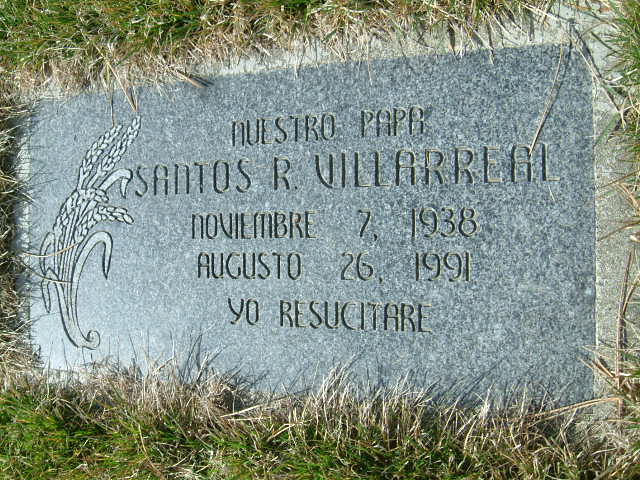 NUESTRO PAPA
SANTOS R. VILLARREAL
NOVIEMBRE 7, 1938
AUGUSTO 26, 1991
YO RESUCITARE